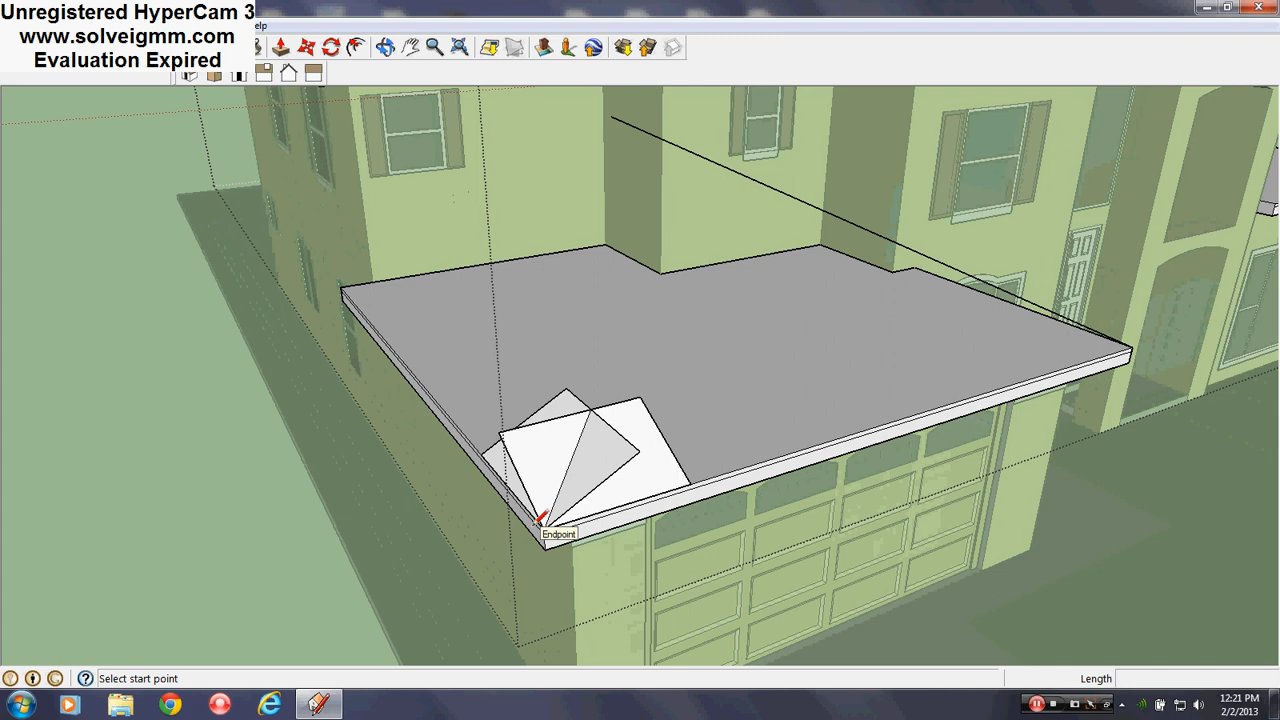 Unregistered HyperCam 3
www.solveigmm.com
Evaluation Expired
elp
Endpoint
Select start point
Length
12:21 PM
2/2/2013